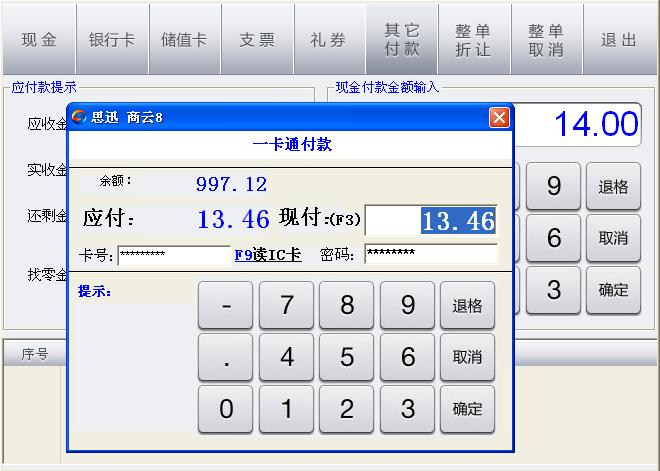 现 金
银行卡
储值卡
支 票
礼 券
其它
付款
整 单
折 让
整 单
取 消
退 出
应付款提示
现金付款金额输入
应收金
14.00
实收金
还剩金
找零金
9
退格
6
取消
3
确定
序号
思迅 商云8
一卡通付款
余额：
997.12
应付：
13.46
现付：(F3)
13.46
卡号：
*********
F9读IC卡
密码：
********
提示：
-
7
8
9
退格
.
4
5
6
取消
0
1
2
3
确定